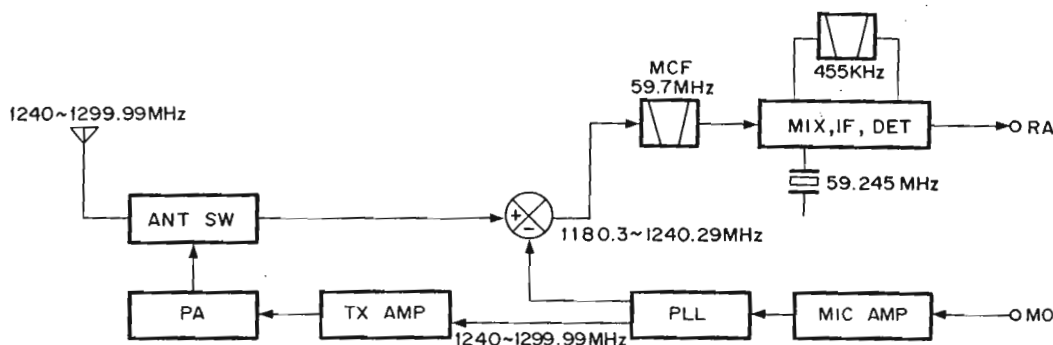 455KHz
MCF
59.7MHz
1240~1299.99MHz
MIX, IF, DET
RA
59.245 MHz
ANT SW
+
-
1180.3~1240.29MHz
PA
TX AMP
PLL
MIC AMP
MO
1240~1299.99MHz